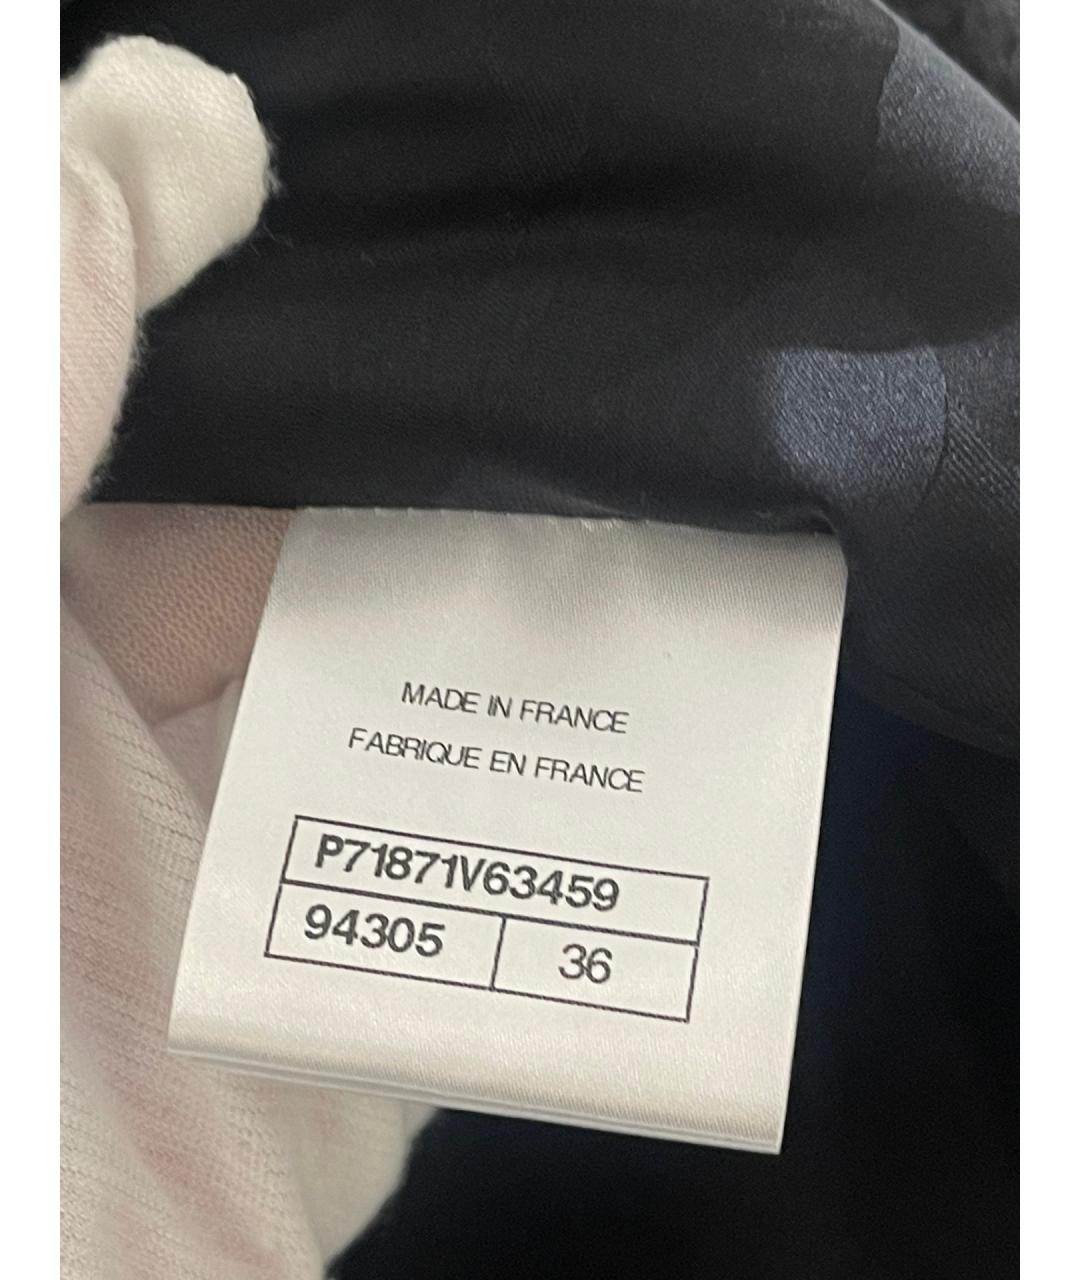 MADE IN FRANCE
FABRIQUE EN FRANCE
P71871V63459
94305 36